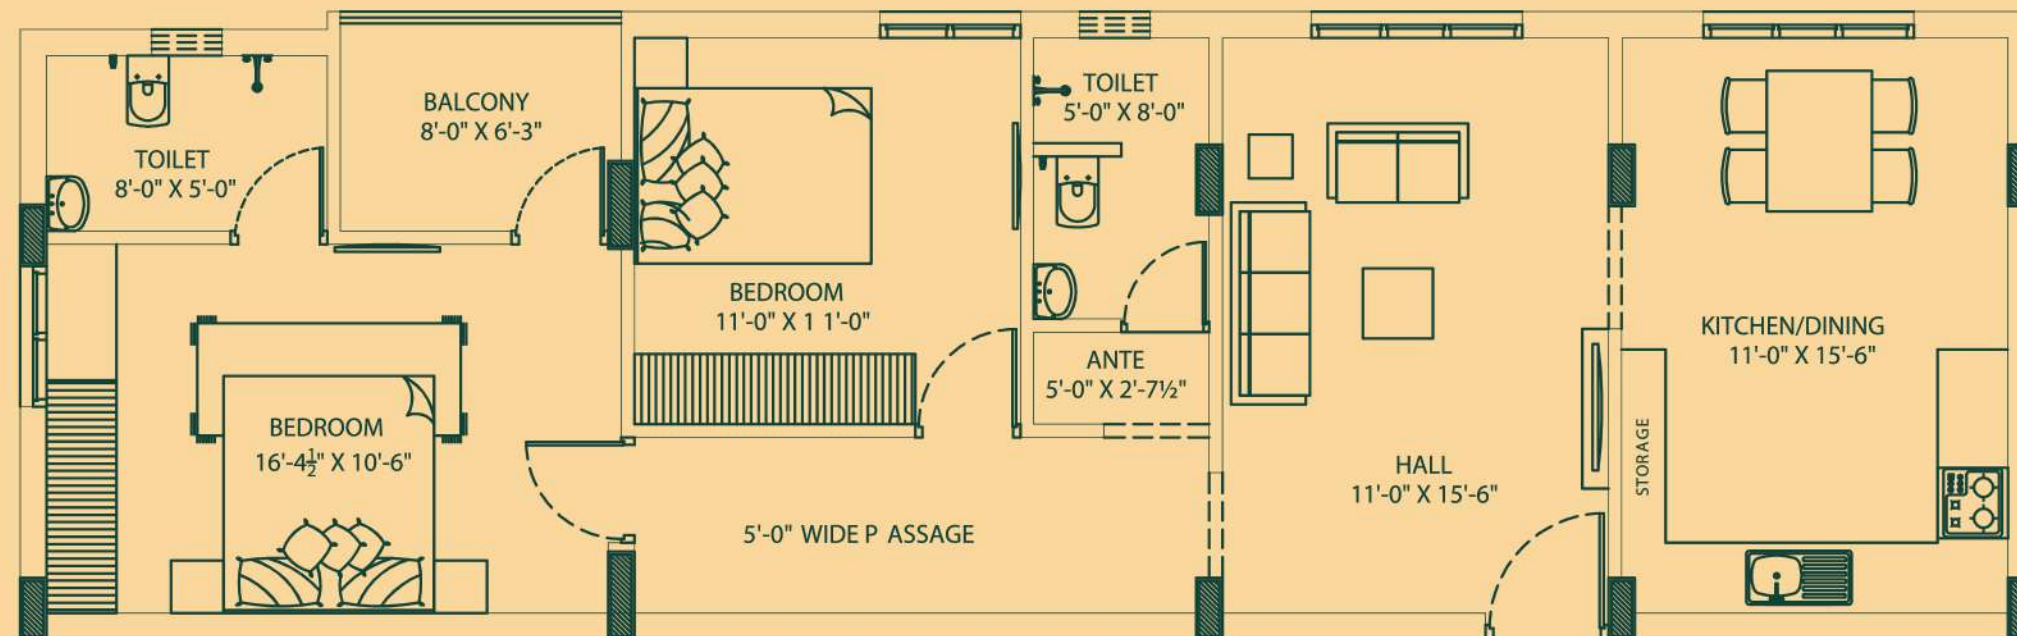 TOILET
8'-0" X 5'-0"
BALCONY
8'-0" X 6'-3"
BEDROOM
16'-4½" X 10'-6"
BEDROOM
11'-0" X 1 1'-0"
TOILET
5'-0" X 8'-0"
ANTE
5'-0" X 2'-7½"
5'-0" WIDE P ASSAGE
HALL
11'-0" X 15'-6"
KITCHEN/DINING
11'-0" X 15'-6"
STORAGE